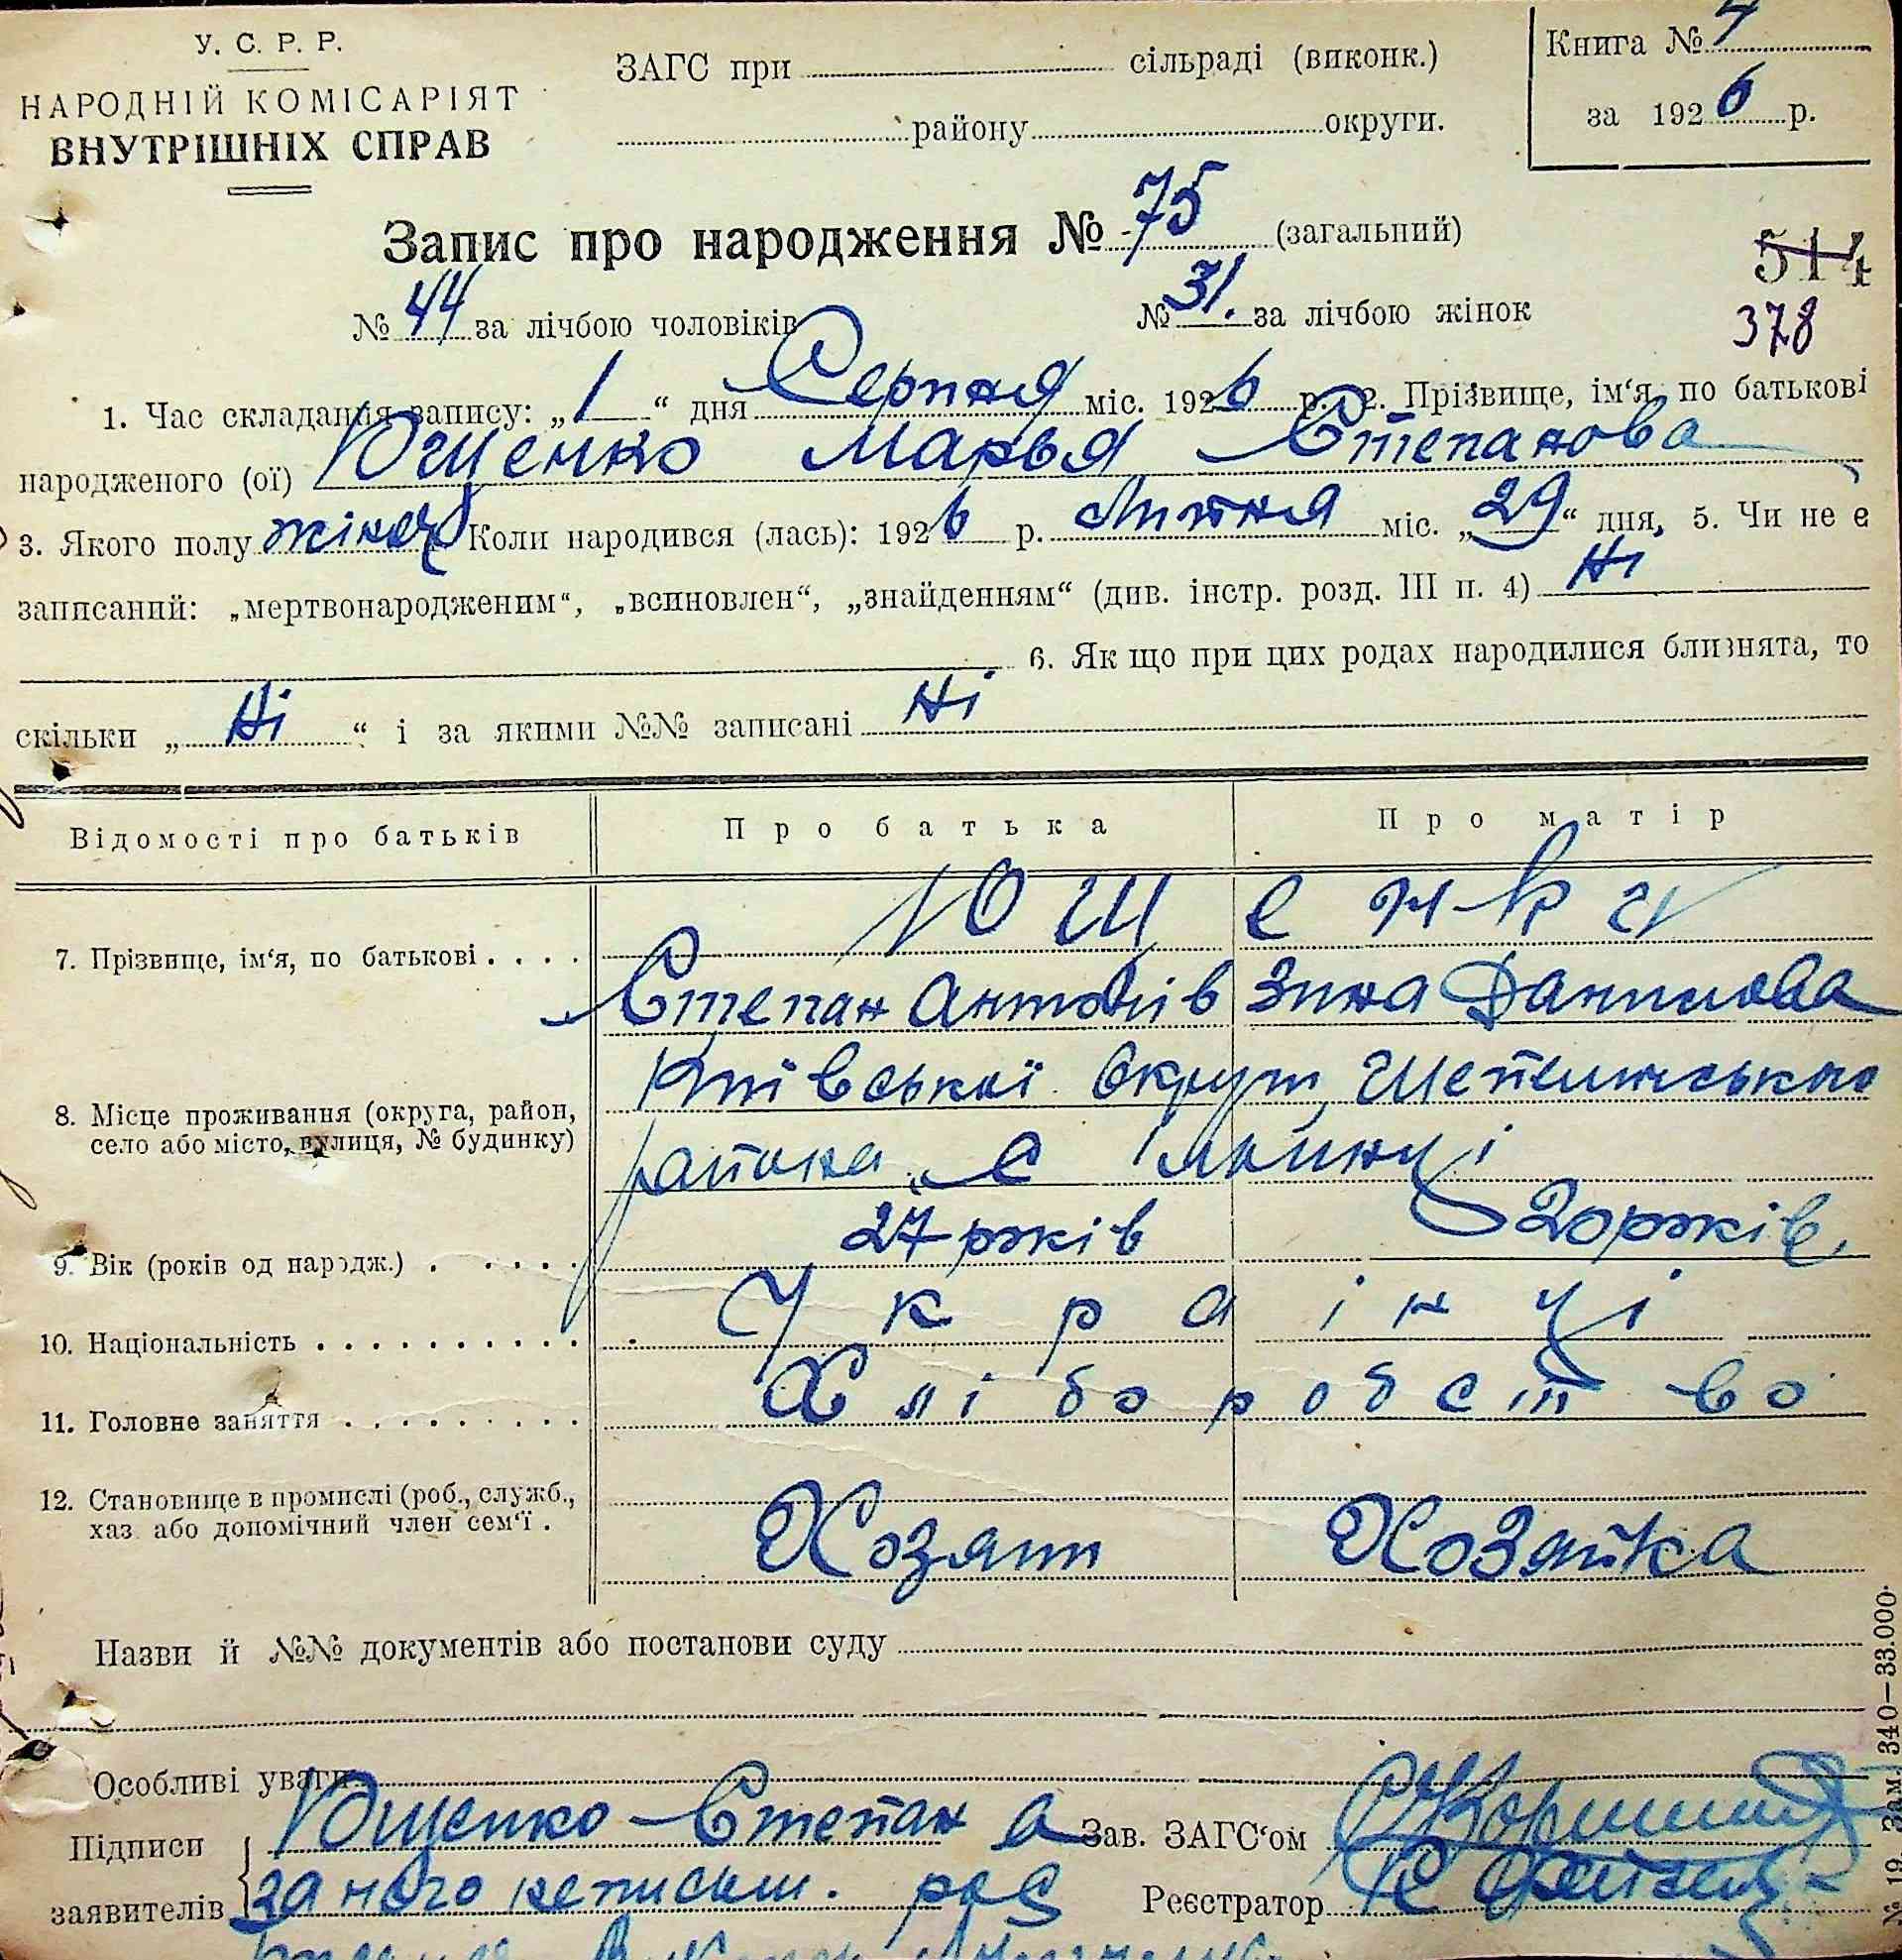 У. С. Р. Р.
НАРОДНІЙ КОМІСАРІЯТ
ВНУТРІШНІХ СПРАВ
ЗАГС при сільраді (виконк.)
району округи.
Книга № 4
за 1926 р.
Запис про народження № 75 (загальний)
514
№ 44 за лічбою чоловіків № 31. за лічбою жінок
378
1. Час складання запису: „1“ дня Серпня міс. 1926 р. 2. Прізвище, ім‘я, по батькові
народженого (ої) Ющенко Марья Степанова
3. Якого полу жіноч Коли народився (лась): 1926 р. Липня міс. „29“ дня, 5. Чи не є
записаний: „мертвонародженим“, „всиновлен“, „знайденням“ (див. інстр. розд. III п. 4) Ні
6. Як що при цих родах народилися близнята, то
скільки „ Ні “ і за якими №№ записані Ні
Відомості про батьків Про батька Про матір
7. Прізвище, ім‘я, по батькові . . . . Ющенки
Степан Антонів Зина Данилова
8. Місце проживання (округа, район,
село або місто, вулиця, № будинку)
Київської Округи,
района с
9. Вік (років од народж.) . . . . . 27 років 20 років,
10. Національність . . . . . . . . . . Українці
11. Головне заняття . . . . . . . . . Хліборобство
12. Становище в промислі (роб., служб.,
хаз. або допомічний член сем‘ї .
Хозяин Хозяйка
Назви й №№ документів або постанови суду
Особливі уваги
Підписи Ющенко Степан а Зав. ЗАГС‘ом
заявителів за него неписьм. рос Реєстратор
№ 19. Зам. 340—33.000.